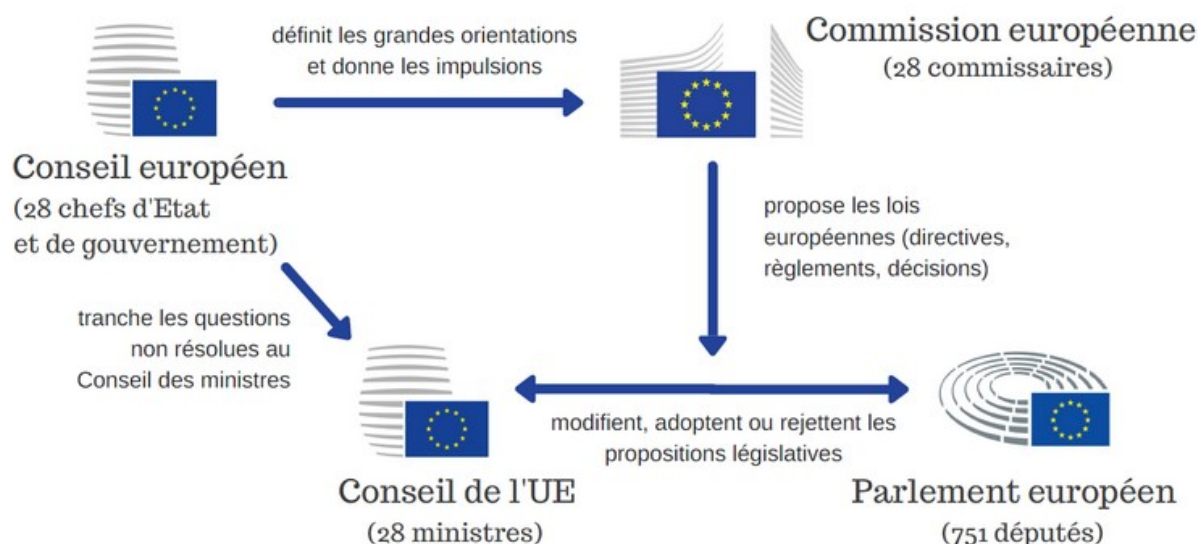 définit les grandes orientations
et donne les impulsions
Commission européenne
(28 commissaires)
Conseil européen
(28 chefs d'Etat
et de gouvernement)
propose les lois
européennes (directives,
règlements, décisions)
tranche les questions
non résolues au
Conseil des ministres
modifient, adoptent ou rejettent les
propositions législatives
Conseil de l'UE
(28 ministres)
Parlement européen
(751 députés)